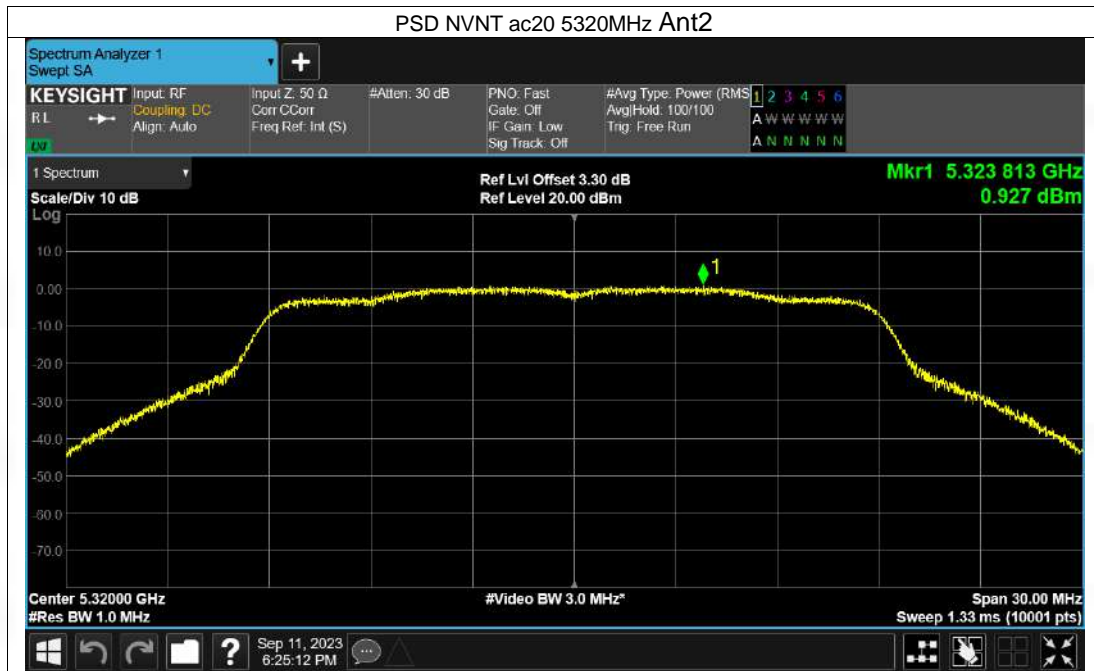 PSD NVNT ac20 5320MHz Ant2
Spectrum Analyzer 1
Swept SA
+
KEYSIGHT
RL
LXI
Input: RF
Coupling: DC
Align: Auto
Input Z: 50 Ω
Corr CCorr
Freq Ref: Int (S)
#Atten: 30 dB
PNO: Fast
Gate: Off
IF Gain: Low
Sig Track: Off
#Avg Type: Power (RMS
Avg|Hold: 100/100
Trig: Free Run
1 2 3 4 5 6
A W W W W W
A N N N N N
1 Spectrum
Scale/Div 10 dB
Ref Lvl Offset 3.30 dB
Ref Level 20.00 dBm
Mkr1 5.323 813 GHz
0.927 dBm
Log
10.0
0.00
-10.0
-20.0
-30.0
-40.0
-50.0
-60.0
-70.0
1
Center 5.32000 GHz
#Res BW 1.0 MHz
#Video BW 3.0 MHz*
Span 30.00 MHz
Sweep 1.33 ms (10001 pts)
?
Sep 11, 2023
6:25:12 PM